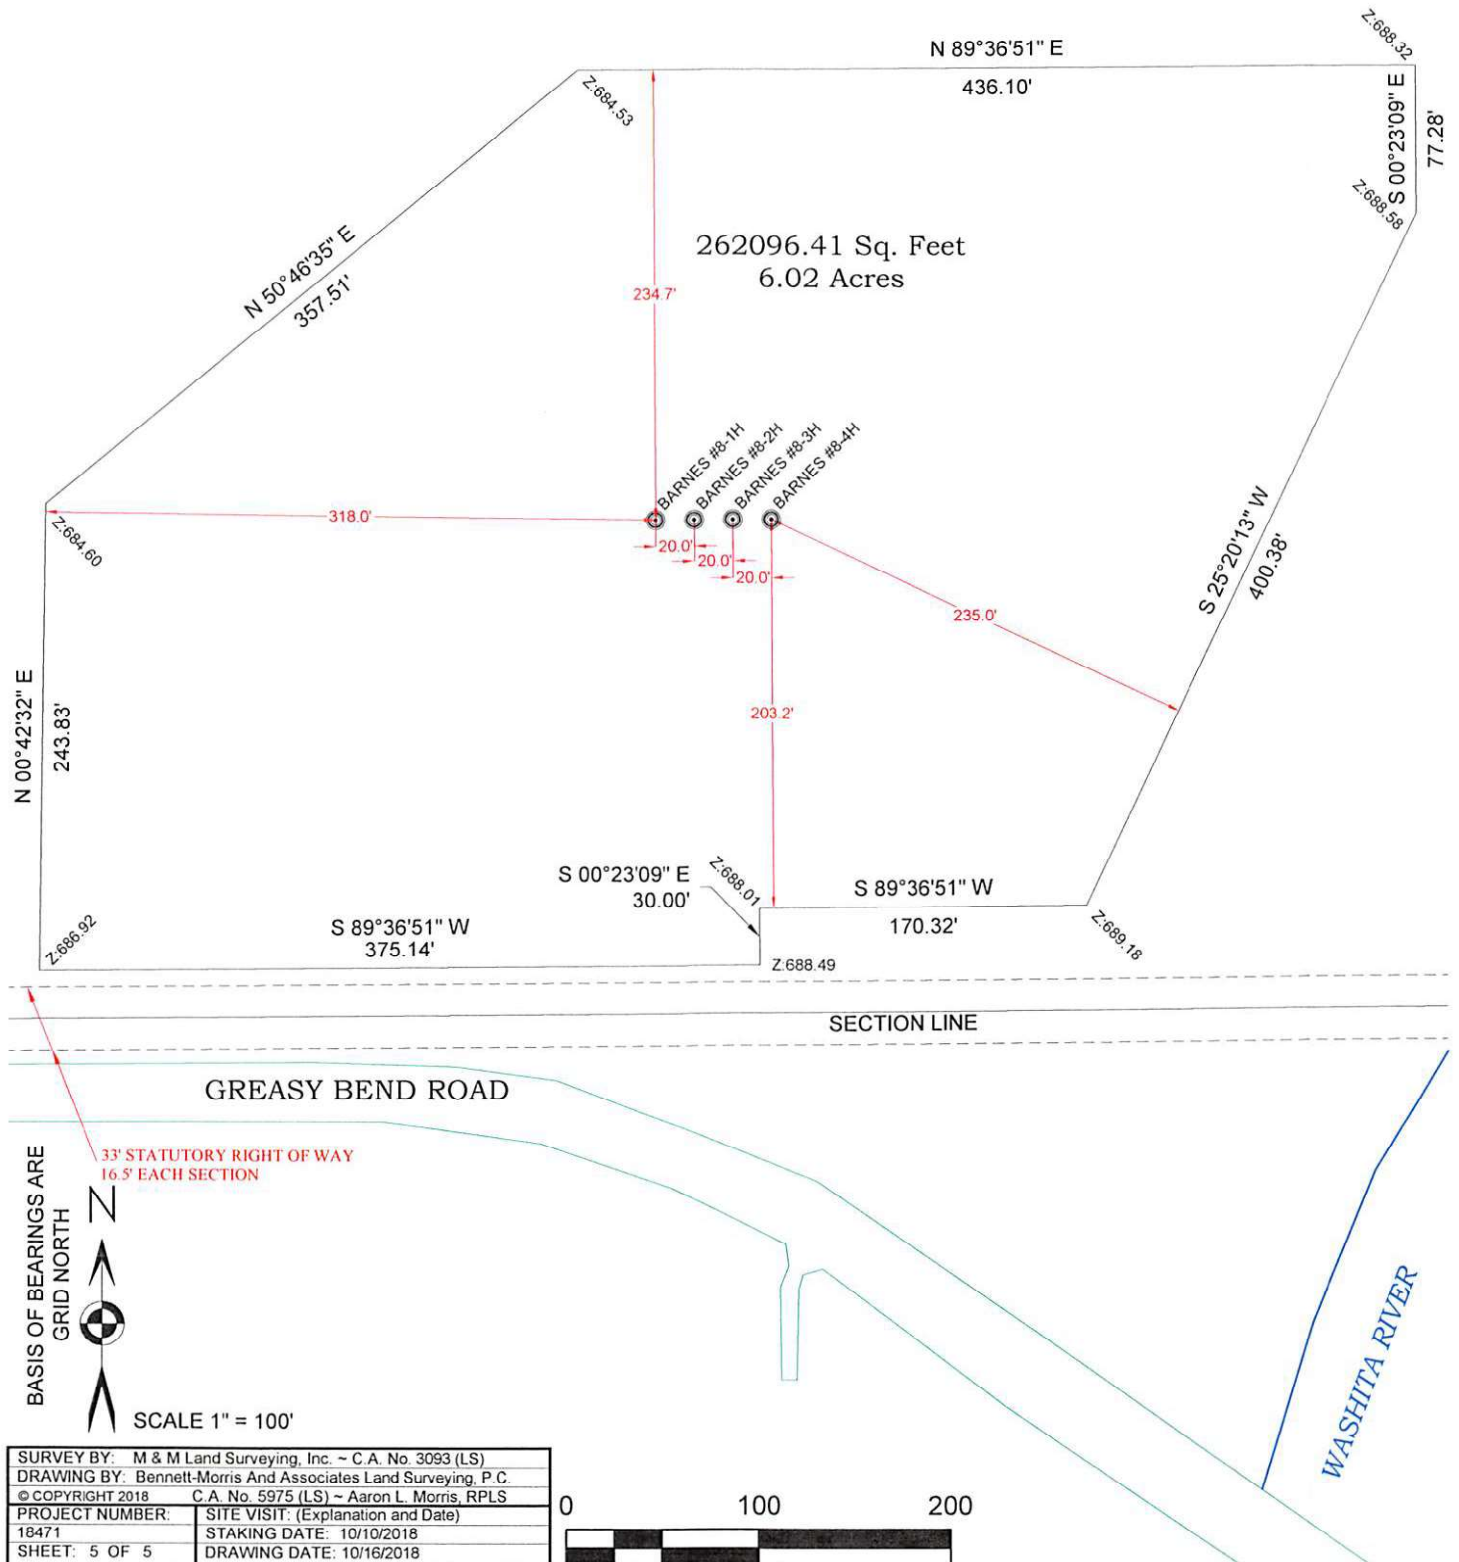 Z:688.32
N 89°36'51" E
436.10'
S 00°23'09" E
77.28'
Z:684.53
Z:688.58
N 50°46'35" E
357.51'
262096.41 Sq. Feet
6.02 Acres
234.7'
BARNES #8-1H
BARNES #8-2H
BARNES #8-3H
BARNES #8-4H
318.0'
Z:684.60
20.0'
20.0'
20.0'
S 25°20'13" W
400.38'
235.0'
N 00°42'32" E
243.83'
203.2'
S 00°23'09" E
30.00'
Z:688.01
S 89°36'51" W
170.32'
Z:686.92
S 89°36'51" W
375.14'
Z:689.18
Z:688.49
SECTION LINE
GREASY BEND ROAD
33' STATUTORY RIGHT OF WAY
16.5' EACH SECTION
N
BASIS OF BEARINGS ARE
GRID NORTH
WASHITA RIVER
SCALE 1" = 100'
SURVEY BY: M & M Land Surveying, Inc. ~ C.A. No. 3093 (LS)
DRAWING BY: Bennett-Morris And Associates Land Surveying, P.C.
© COPYRIGHT 2018 C.A. No. 5975 (LS) ~ Aaron L. Morris, RPLS
PROJECT NUMBER: SITE VISIT: (Explanation and Date)
18471 STAKING DATE: 10/10/2018
SHEET: 5 OF 5 DRAWING DATE: 10/16/2018
0 100 200